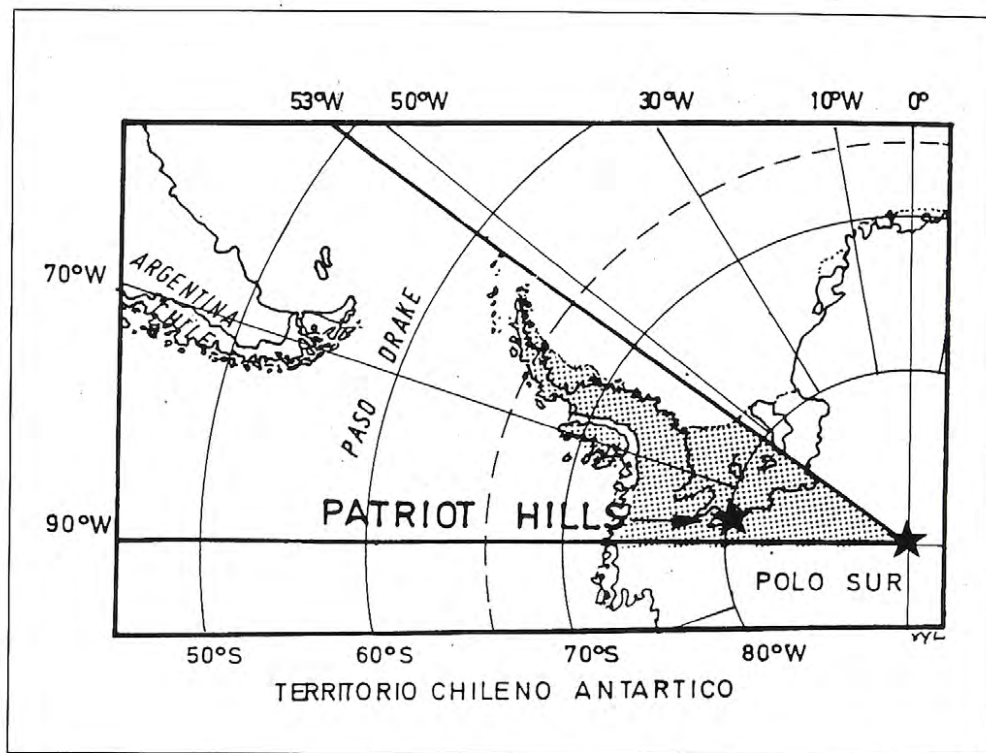 53°W 50°W 30°W 10°W 0°
70°W
ARGENTINA
CHILE
PASO DRAKE
PATRIOT HILLS
90°W
POLO SUR
50°S 60°S 70°S 80°W
TERRITORIO CHILENO ANTARTICO